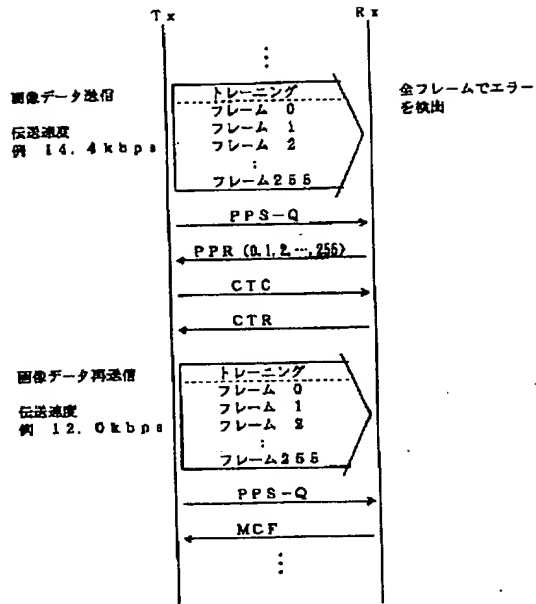 Tx
Rx
画像データ送信
伝送速度
例 14.4kbps
トレーニング
フレーム 0
フレーム 1
フレーム 2
:
フレーム255
全フレームでエラー
を検出
PPS-Q
PPR (0,1,2,…,255)
CTC
CTR
画像データ再送信
伝送速度
例 12.0kbps
トレーニング
フレーム 0
フレーム 1
フレーム 2
:
フレーム255
PPS-Q
MCF